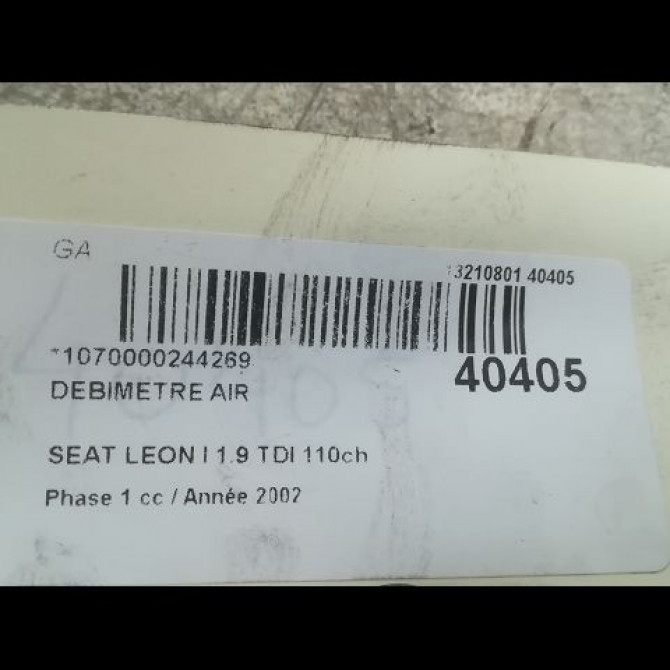 GA
13210801 40405
*1070000244269
40405
DEBIMETRE AIR
SEAT LEON I 1.9 TDI 110ch
Phase 1 cc / Année 2002